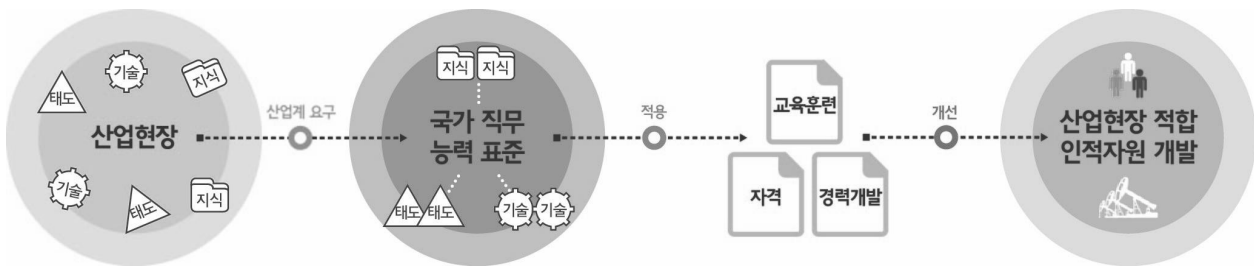 기술
지식
태도
산업현장
기술
태도
지식
산업계 요구
지식 지식
국가 직무
능력 표준
태도 태도
기술 기술
적용
교육훈련
자격
경력개발
개선
산업현장 적합
인적자원 개발